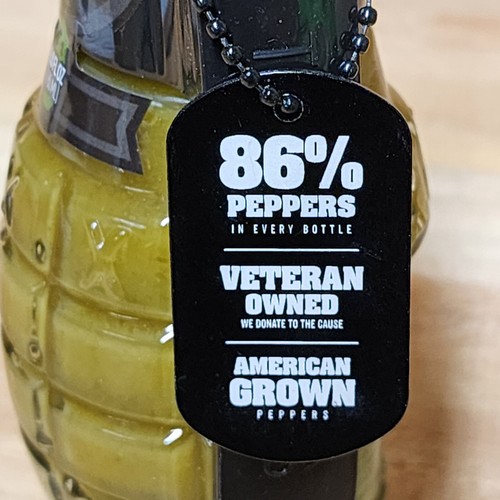 86%
PEPPERS
IN EVERY BOTTLE
VETERAN
OWNED
WE DONATE TO THE CAUSE
AMERICAN
GROWN
PEPPERS